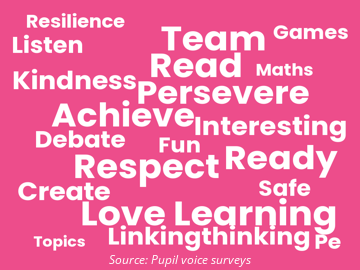 Resilience
Team Games
Listen
Read Maths
Kindness Persevere
Achieve Interesting
Debate Fun
Respect Ready
Create Safe
Love Learning
Topics Linkingthinking Pe
Source: Pupil voice surveys